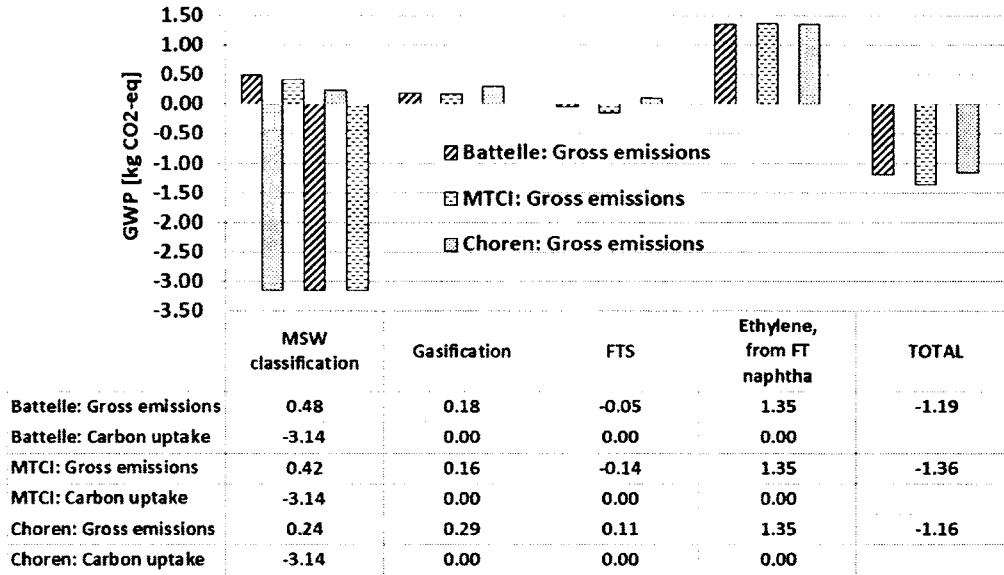 1.50
1.00
0.50
0.00
-0.50
-1.00
-1.50
-2.00
-2.50
-3.00
-3.50
GWP [kg CO2-eq]
Battelle: Gross emissions
MTCI: Gross emissions
Choren: Gross emissions
MSW classification Gasification FTS Ethylene, from FT naphtha TOTAL
Battelle: Gross emissions 0.48 0.18 -0.05 1.35 -1.19
Battelle: Carbon uptake -3.14 0.00 0.00 0.00
MTCI: Gross emissions 0.42 0.16 -0.14 1.35 -1.36
MTCI: Carbon uptake -3.14 0.00 0.00 0.00
Choren: Gross emissions 0.24 0.29 0.11 1.35 -1.16
Choren: Carbon uptake -3.14 0.00 0.00 0.00